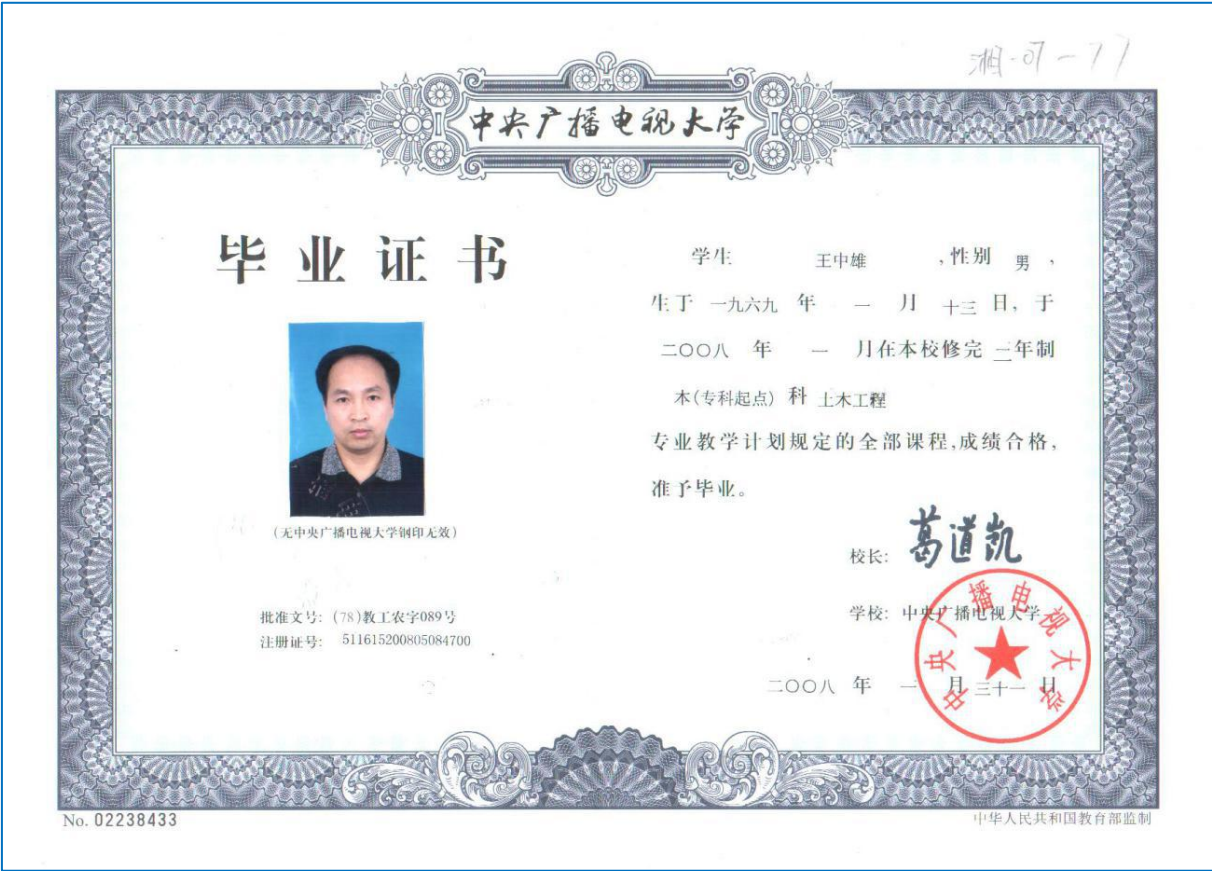 湘-07-77
中央广播电视大学
毕业证书
(无中央广播电视大学钢印无效)
批准文号: (78)教工农字089号
注册证号: 511615200805084700
学生 王中雄 ,性别 男 ,
生于 一九六九 年 一 月 十三 日, 于
二〇〇八 年 一 月在本校修完 三年制
本(专科起点) 科 土木工程
专业教学计划规定的全部课程,成绩合格,
准予毕业。
校长: 葛道凯
学校: 中央广播电视大学
中央广播电视大学
二〇〇八 年 一 月 三十一 日
No. 02238433
中华人民共和国教育部监制